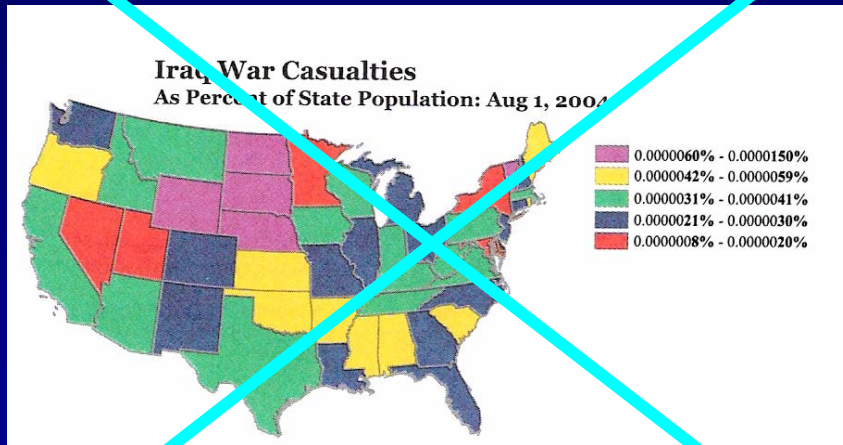 Iraq War Casualties
As Percent of State Population: Aug 1, 2004
0.0000060% - 0.0000150%
0.0000042% - 0.0000059%
0.0000031% - 0.0000041%
0.0000021% - 0.0000030%
0.0000008% - 0.0000020%